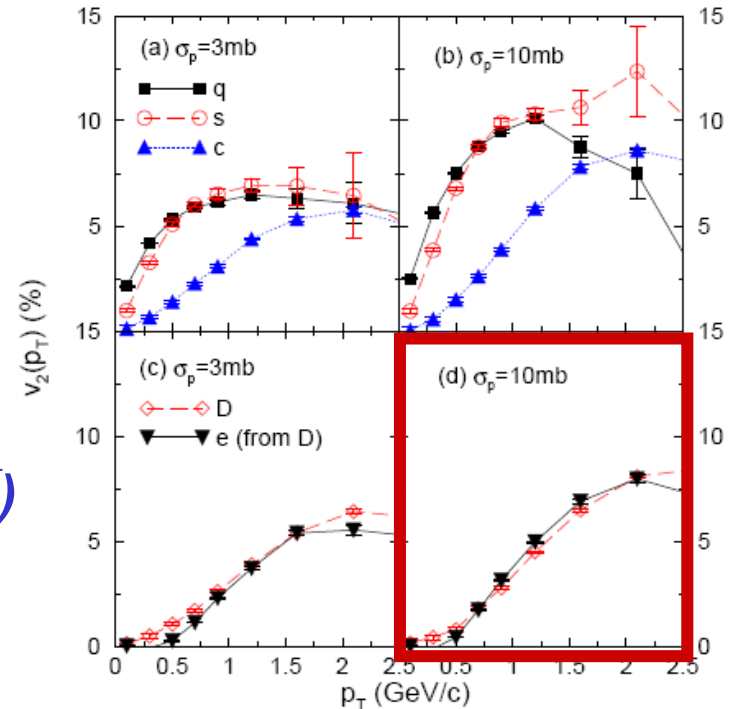 15 15
(a) σp=3mb (b) σp=10mb
q
s
c
10 10
5 5
15 15
v2(pT) (%)
(c) σp=3mb (d) σp=10mb
D
e (from D)
10 10
)
5 5
0 0
0 0.5 1 1.5 2 2.5 0.5 1 1.5 2 2.5
pT (GeV/c)